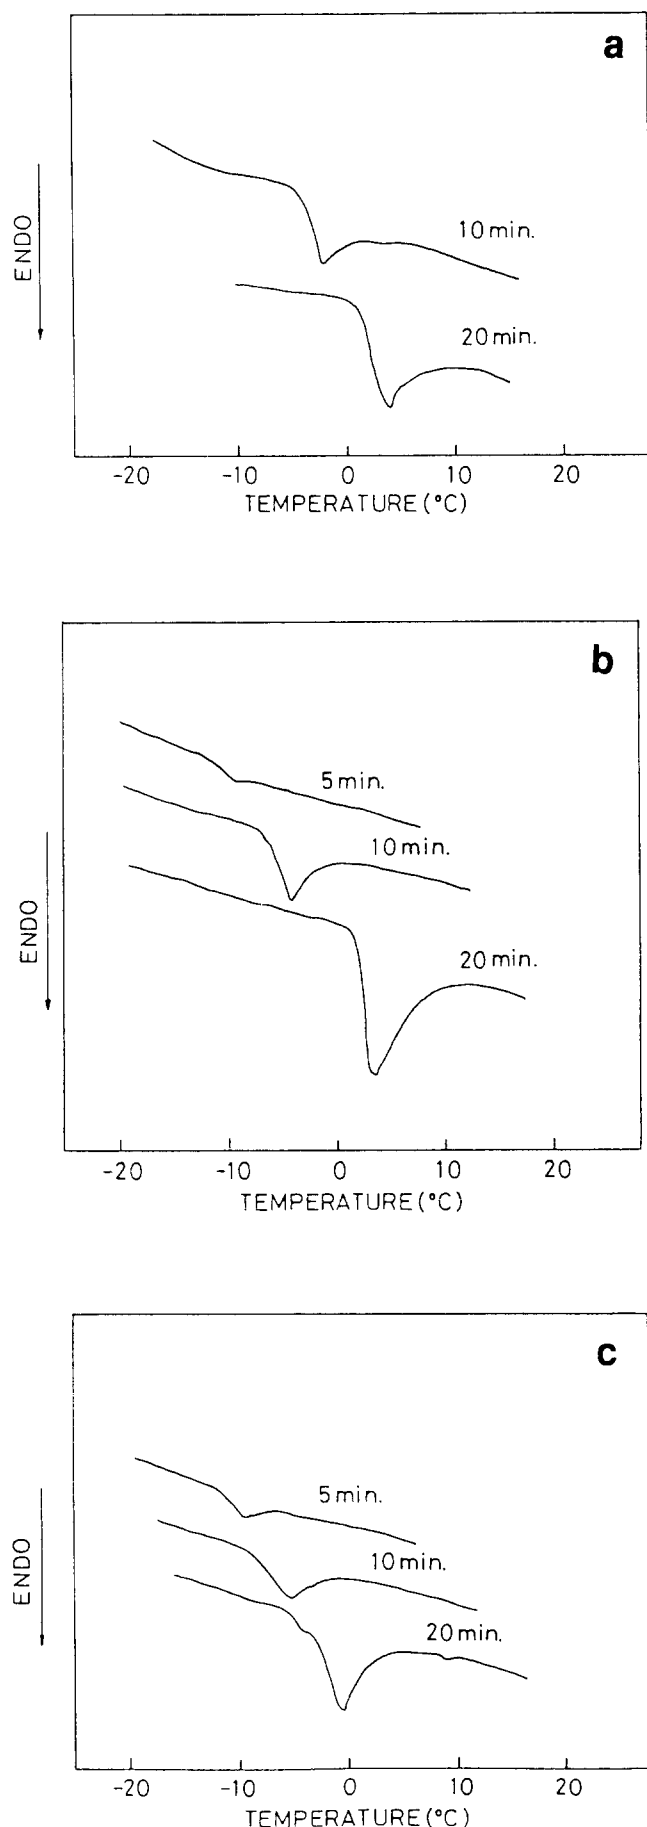 a
10 min.
20 min.
ENDO
-20 -10 0 10 20
TEMPERATURE (°C)
b
5 min.
10 min.
20 min.
ENDO
-20 -10 0 10 20
TEMPERATURE (°C)
c
5 min.
10 min.
20 min.
ENDO
-20 -10 0 10 20
TEMPERATURE (°C)